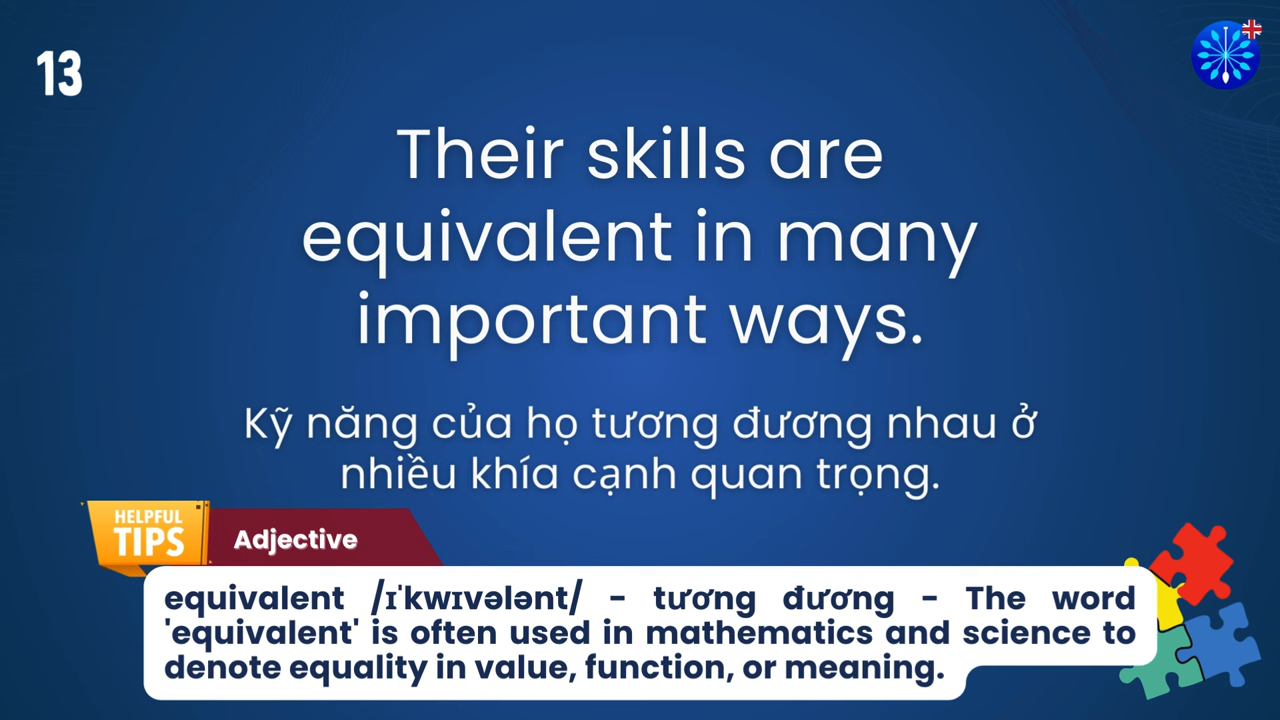 13
Their skills are
equivalent in many
important ways.
Kỹ năng của họ tương đương nhau ở
nhiều khía cạnh quan trọng.
HELPFUL
TIPS
Adjective
equivalent /ɪˈkwɪvələnt/ - tương đương - The word
'equivalent' is often used in mathematics and science to
denote equality in value, function, or meaning.